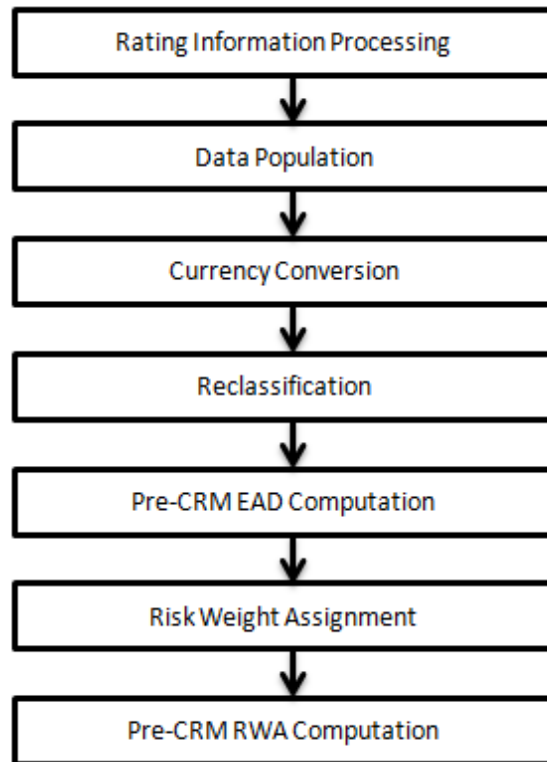 Rating Information Processing
Data Population
Currency Conversion
Reclassification
Pre-CRM EAD Computation
Risk Weight Assignment
Pre-CRM RWA Computation